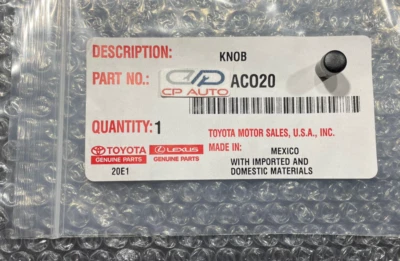 DESCRIPTION: KNOB
PART NO.: CP AUTO ACO20
QUANTITY: 1
TOYOTA MOTOR SALES, U.S.A., INC.
TOYOTA LEXUS MADE IN: MEXICO
GENUINE PARTS GENUINE PARTS WITH IMPORTED AND
20E1 DOMESTIC MATERIALS